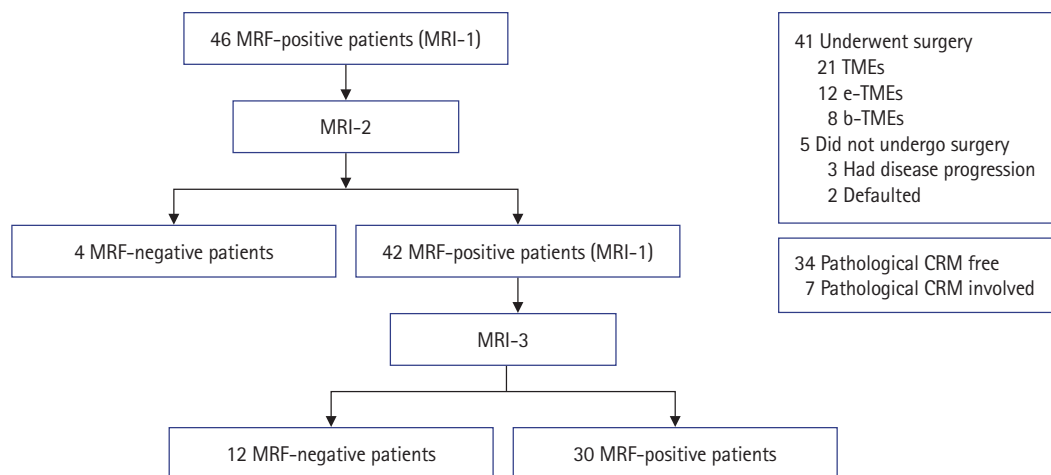 46 MRF-positive patients (MRI-1)
MRI-2
4 MRF-negative patients
42 MRF-positive patients (MRI-1)
MRI-3
12 MRF-negative patients
30 MRF-positive patients
41 Underwent surgery
21 TMEs
12 e-TMEs
8 b-TMEs
5 Did not undergo surgery
3 Had disease progression
2 Defaulted
34 Pathological CRM free
7 Pathological CRM involved